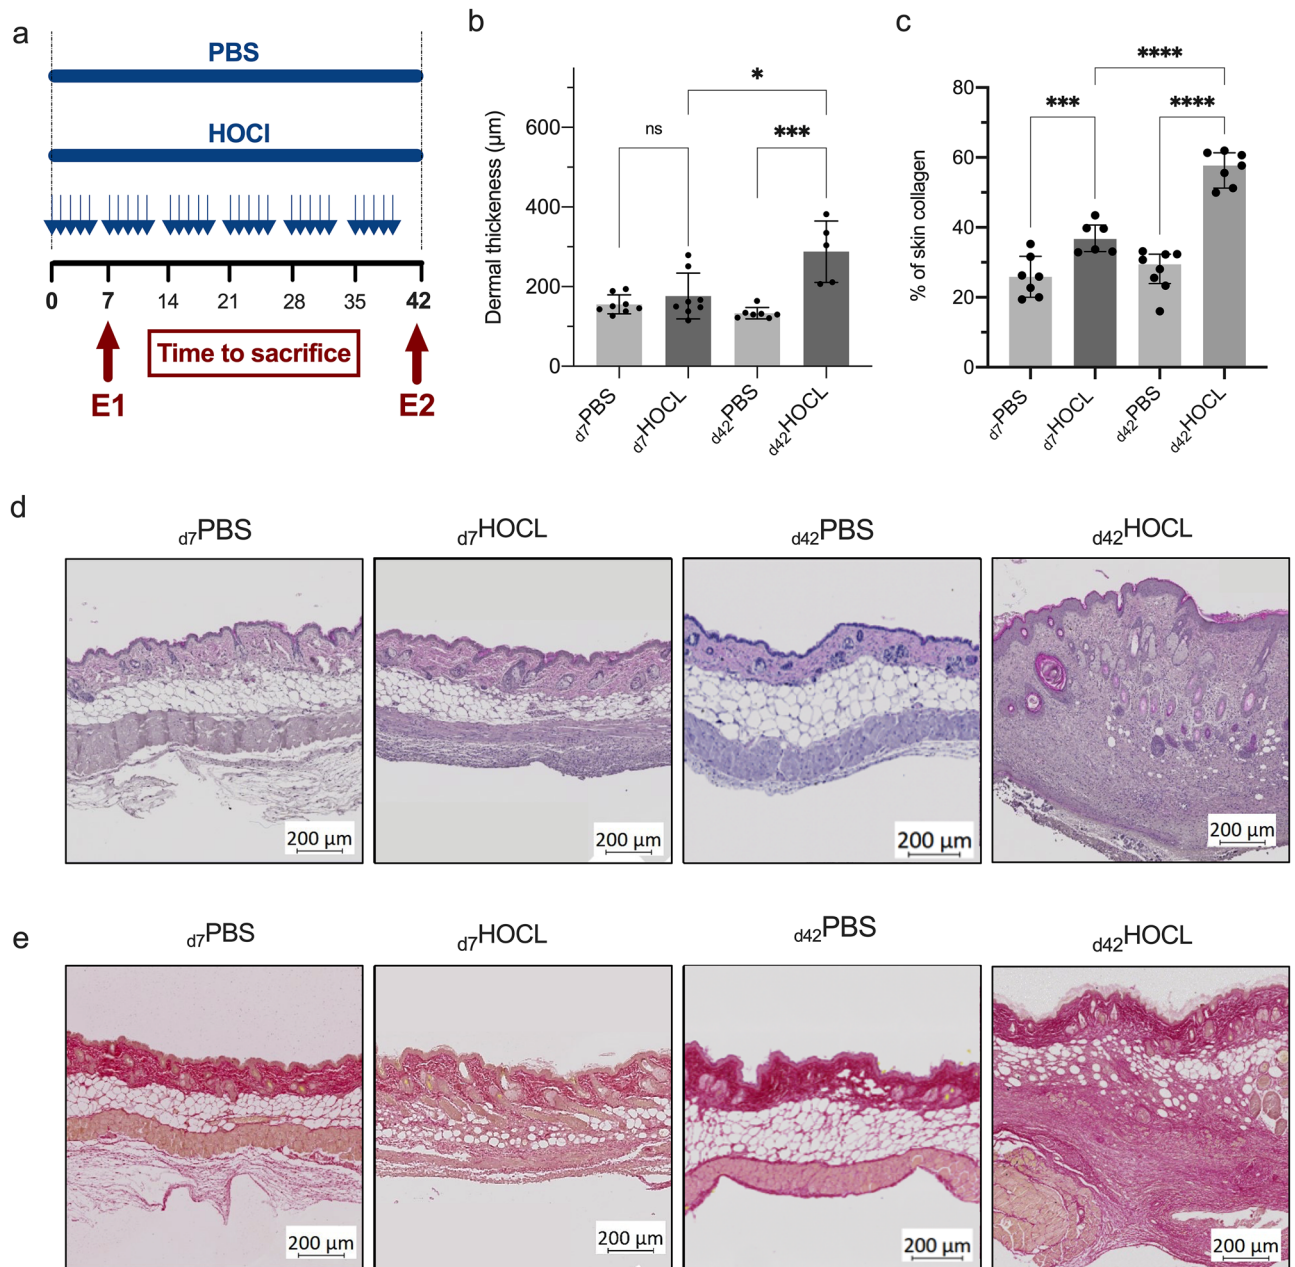 a
PBS
HOCl
0 7 14 21 28 35 42
Time to sacrifice
E1 E2
b
Dermal thickeness (µm)
600
400
200
0
ns
***
*
d7PBS
d7HOCL
d42PBS
d42HOCL
c
% of skin collagen
80
60
40
20
0
***
****
****
d7PBS
d7HOCL
d42PBS
d42HOCL
d
d7PBS
d7HOCL
d42PBS
d42HOCL
200 µm
200 µm
200 µm
200 µm
e
d7PBS
d7HOCL
d42PBS
d42HOCL
200 µm
200 µm
200 µm
200 µm